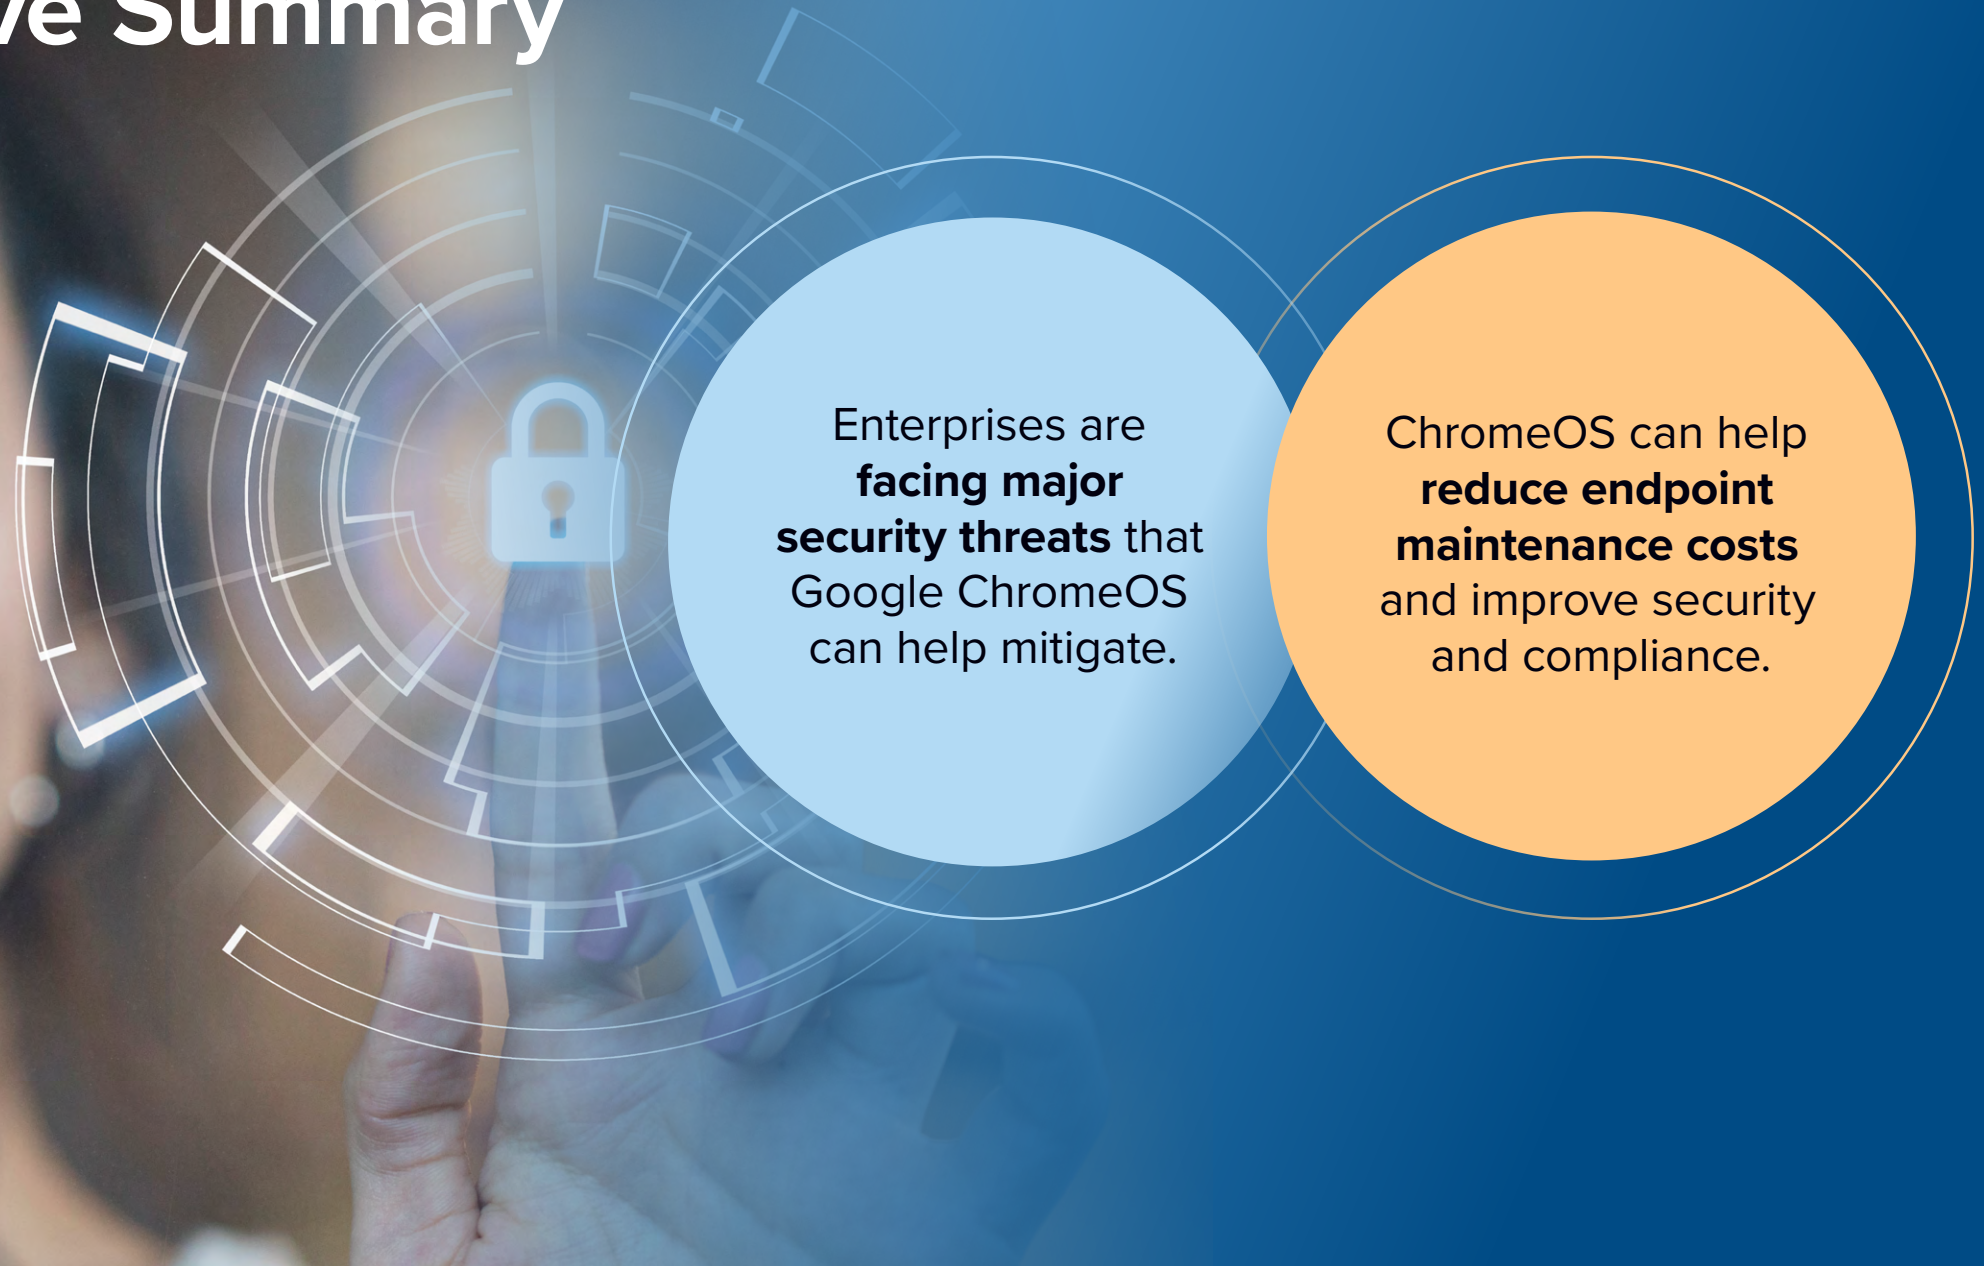 ve Summary
Enterprises are
facing major
security threats that
Google ChromeOS
can help mitigate.
ChromeOS can help
reduce endpoint
maintenance costs
and improve security
and compliance.